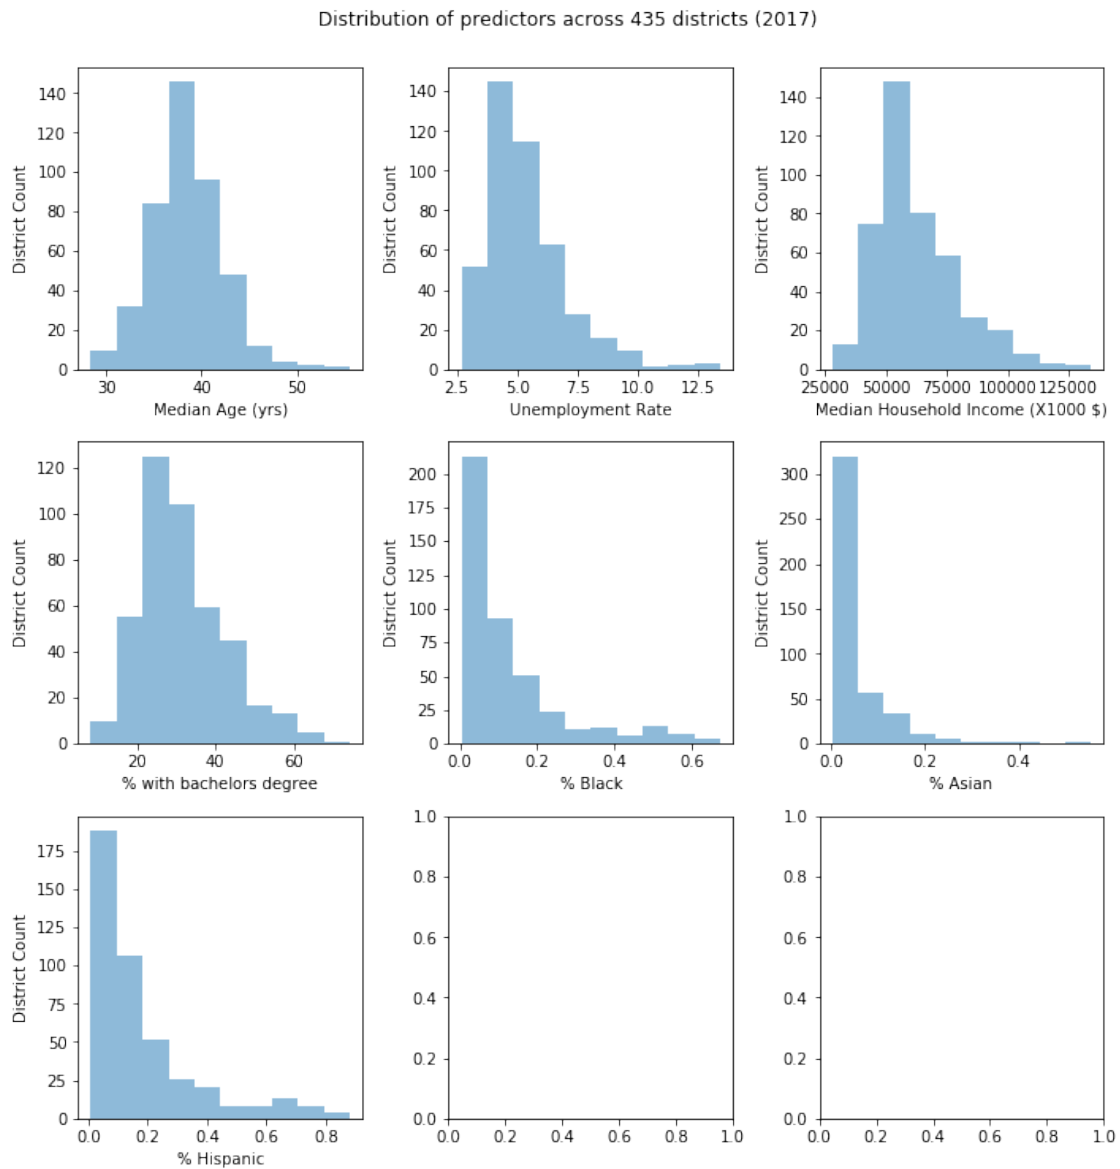 Distribution of predictors across 435 districts (2017)
District Count
140
120
100
80
60
40
20
0
30 40 50
Median Age (yrs)
District Count
140
120
100
80
60
40
20
0
2.5 5.0 7.5 10.0 12.5
Unemployment Rate
District Count
140
120
100
80
60
40
20
0
25000 50000 75000 100000 125000
Median Household Income (X1000 $)
District Count
120
100
80
60
40
20
0
20 40 60
% with bachelors degree
District Count
200
175
150
125
100
75
50
25
0
0.0 0.2 0.4 0.6
% Black
District Count
300
250
200
150
100
50
0
0.0 0.2 0.4
% Asian
District Count
175
150
125
100
75
50
25
0
0.0 0.2 0.4 0.6 0.8
% Hispanic
1.0
0.8
0.6
0.4
0.2
0.0
0.0 0.2 0.4 0.6 0.8 1.0
1.0
0.8
0.6
0.4
0.2
0.0
0.0 0.2 0.4 0.6 0.8 1.0